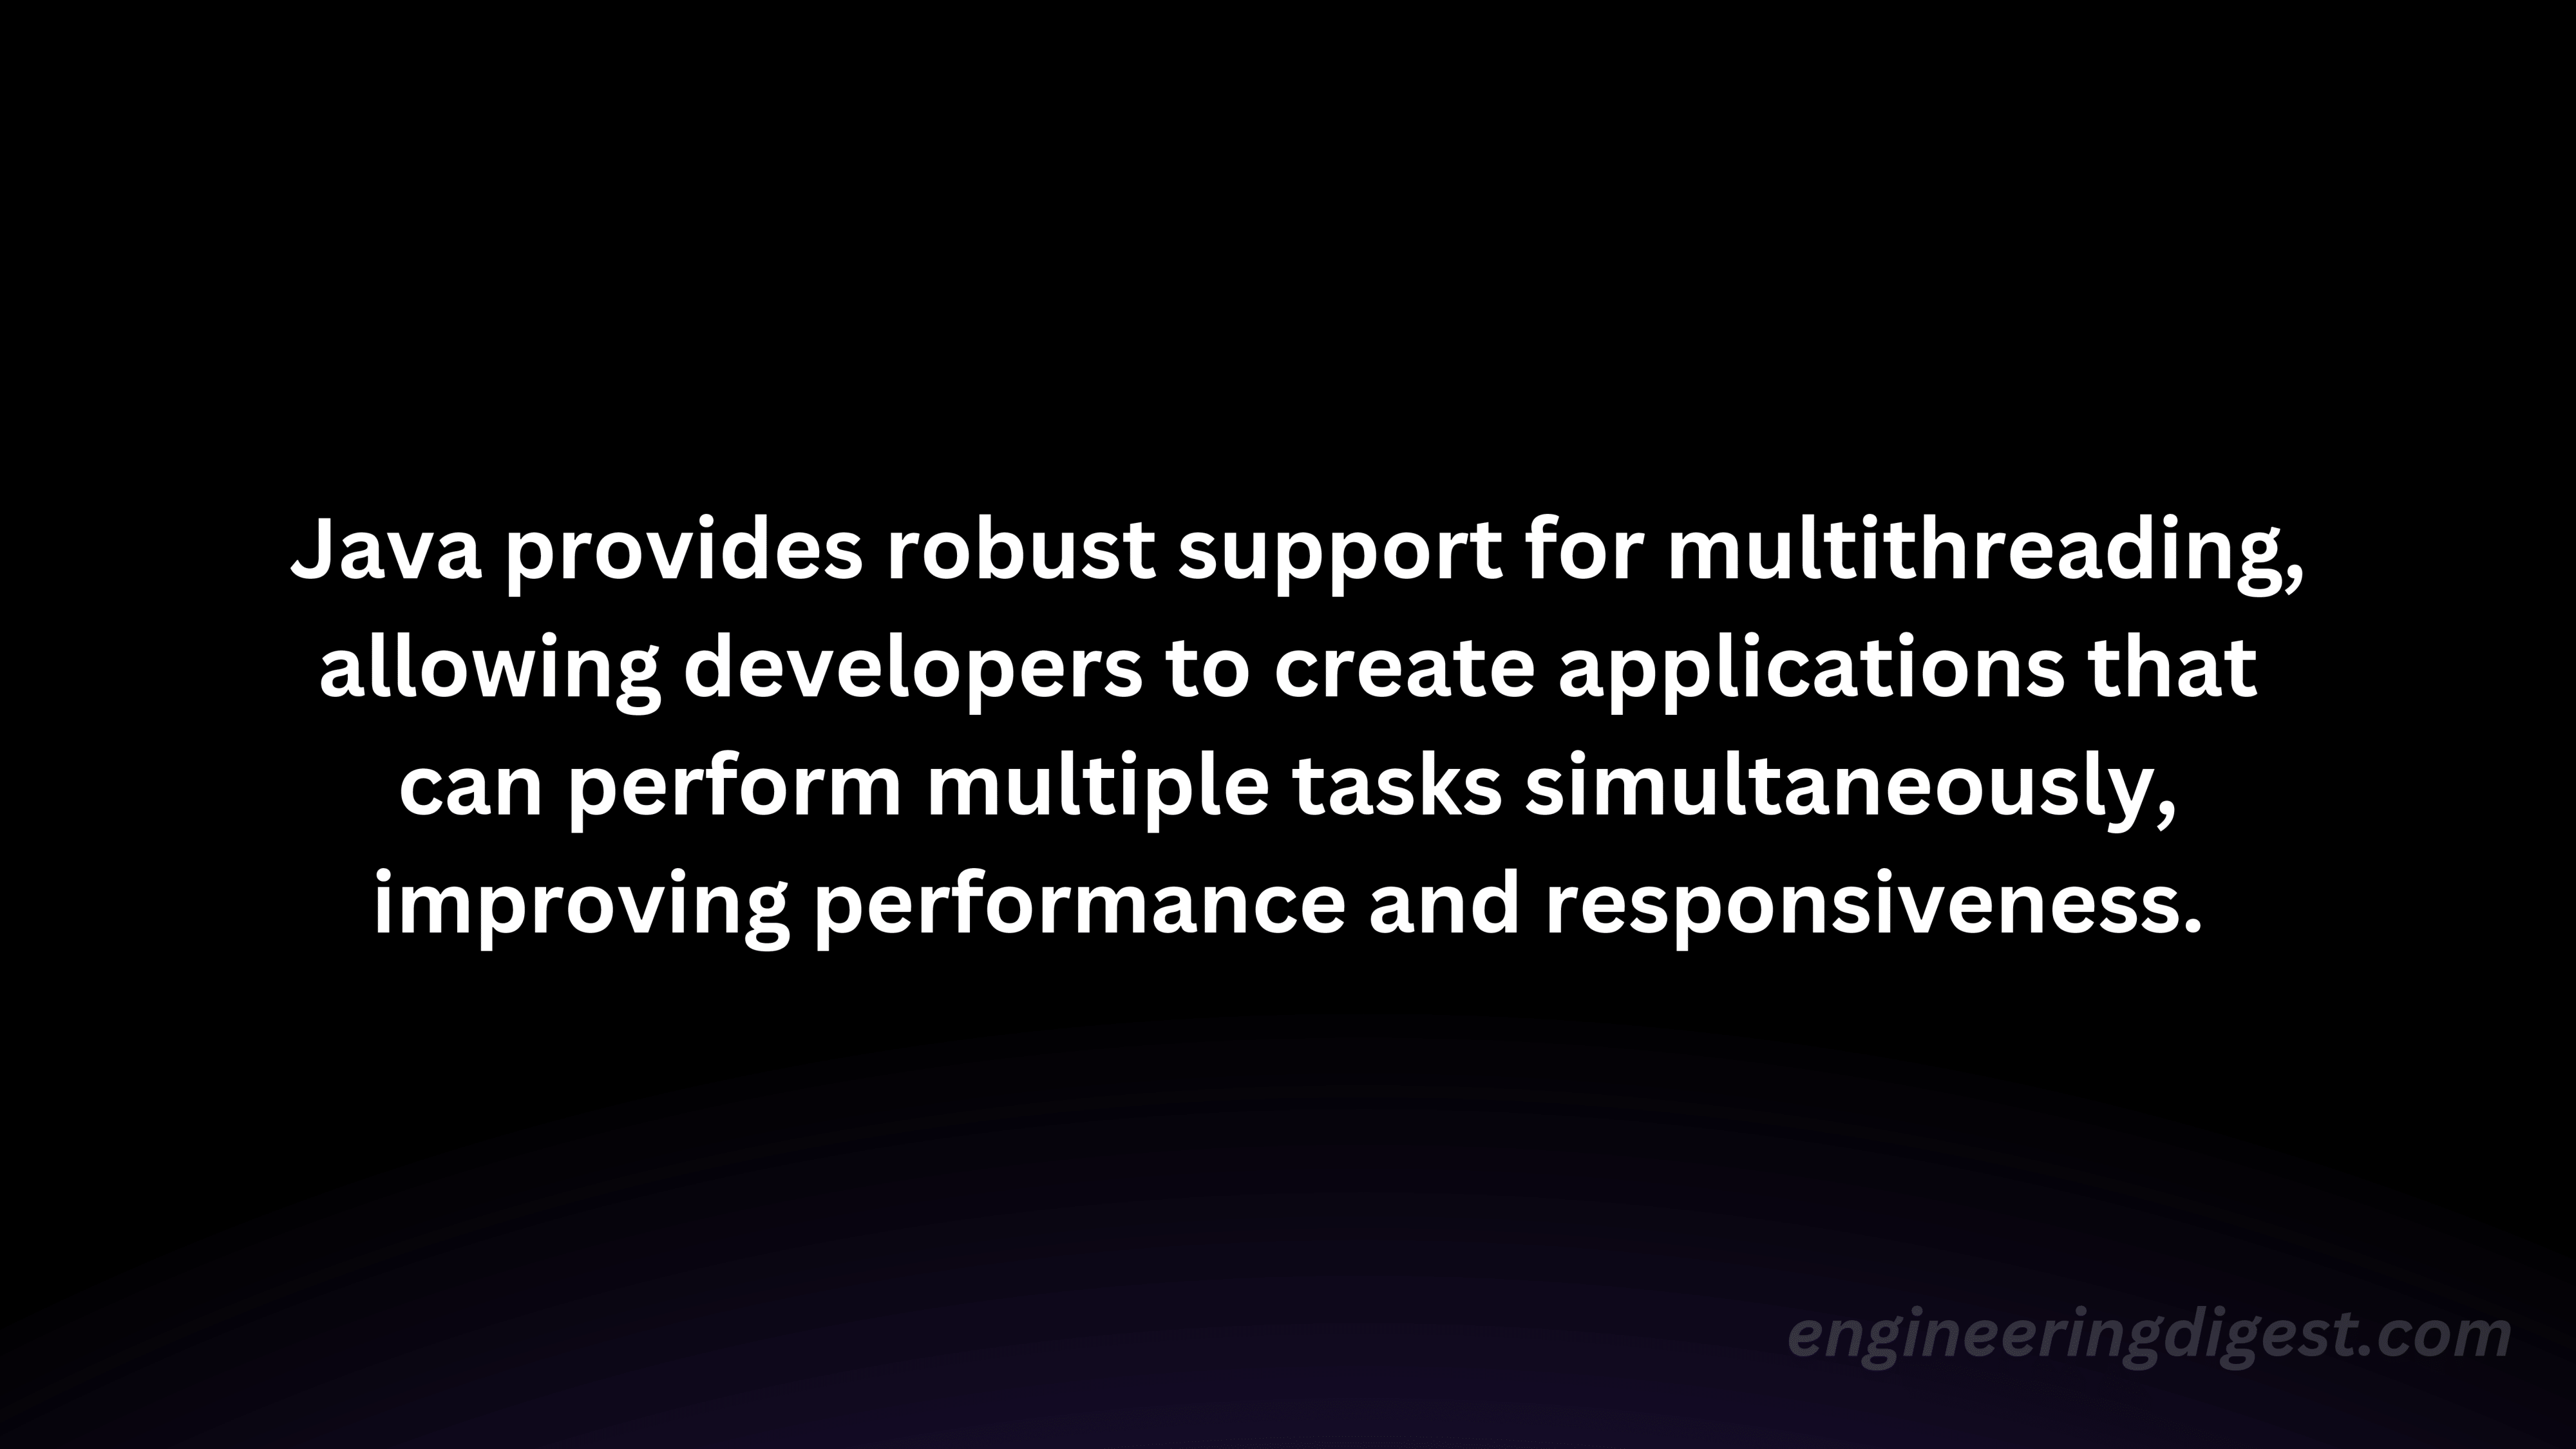 Java provides robust support for multithreading,
allowing developers to create applications that
can perform multiple tasks simultaneously,
improving performance and responsiveness.
engineeringdigest.com